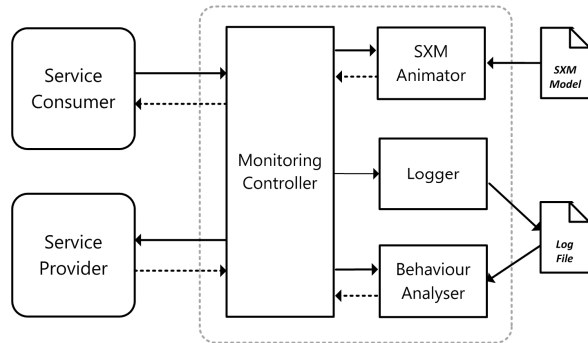 Service
Consumer
Service
Provider
Monitoring
Controller
SXM
Animator
Logger
Behaviour
Analyser
SXM
Model
Log
File